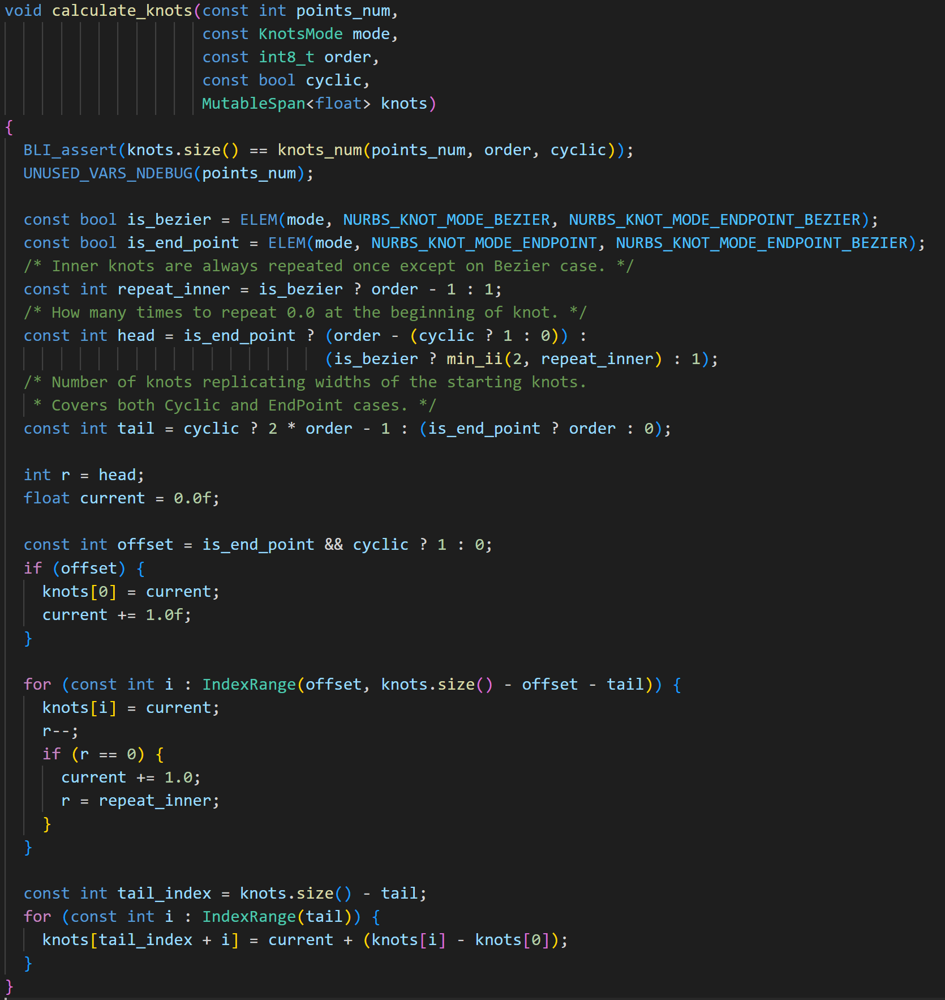 void calculate_knots(const int points_num,
                     const KnotsMode mode,
                     const int8_t order,
                     const bool cyclic,
                     MutableSpan<float> knots)
{
  BLI_assert(knots.size() == knots_num(points_num, order, cyclic));
  UNUSED_VARS_NDEBUG(points_num);

  const bool is_bezier = ELEM(mode, NURBS_KNOT_MODE_BEZIER, NURBS_KNOT_MODE_ENDPOINT_BEZIER);
  const bool is_end_point = ELEM(mode, NURBS_KNOT_MODE_ENDPOINT, NURBS_KNOT_MODE_ENDPOINT_BEZIER);
  /* Inner knots are always repeated once except on Bezier case. */
  const int repeat_inner = is_bezier ? order - 1 : 1;
  /* How many times to repeat 0.0 at the beginning of knot. */
  const int head = is_end_point ? (order - (cyclic ? 1 : 0)) :
                                  (is_bezier ? min_ii(2, repeat_inner) : 1);
  /* Number of knots replicating widths of the starting knots.
   * Covers both Cyclic and EndPoint cases. */
  const int tail = cyclic ? 2 * order - 1 : (is_end_point ? order : 0);

  int r = head;
  float current = 0.0f;

  const int offset = is_end_point && cyclic ? 1 : 0;
  if (offset) {
    knots[0] = current;
    current += 1.0f;
  }

  for (const int i : IndexRange(offset, knots.size() - offset - tail)) {
    knots[i] = current;
    r--;
    if (r == 0) {
      current += 1.0;
      r = repeat_inner;
    }
  }

  const int tail_index = knots.size() - tail;
  for (const int i : IndexRange(tail)) {
    knots[tail_index + i] = current + (knots[i] - knots[0]);
  }
}